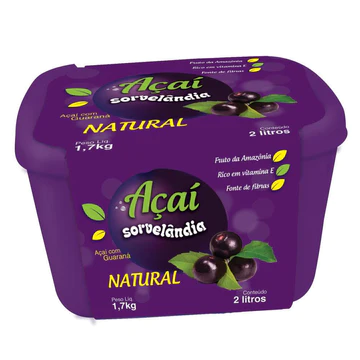 Açaí
sorvelândia
Açaí com
Guaraná
NATURAL
Peso Líq.
1,7kg
Fruto da Amazônia
Rico em vitamina E
Fonte de fibras
Conteúdo
2 litros
Açaí
sorvelândia
Açaí com
Guaraná
NATURAL
Peso Líq
1,7kg
Fruto da Amazônia
Rico em vitamina E
Fonte de fibras
Conteúdo
2 litros